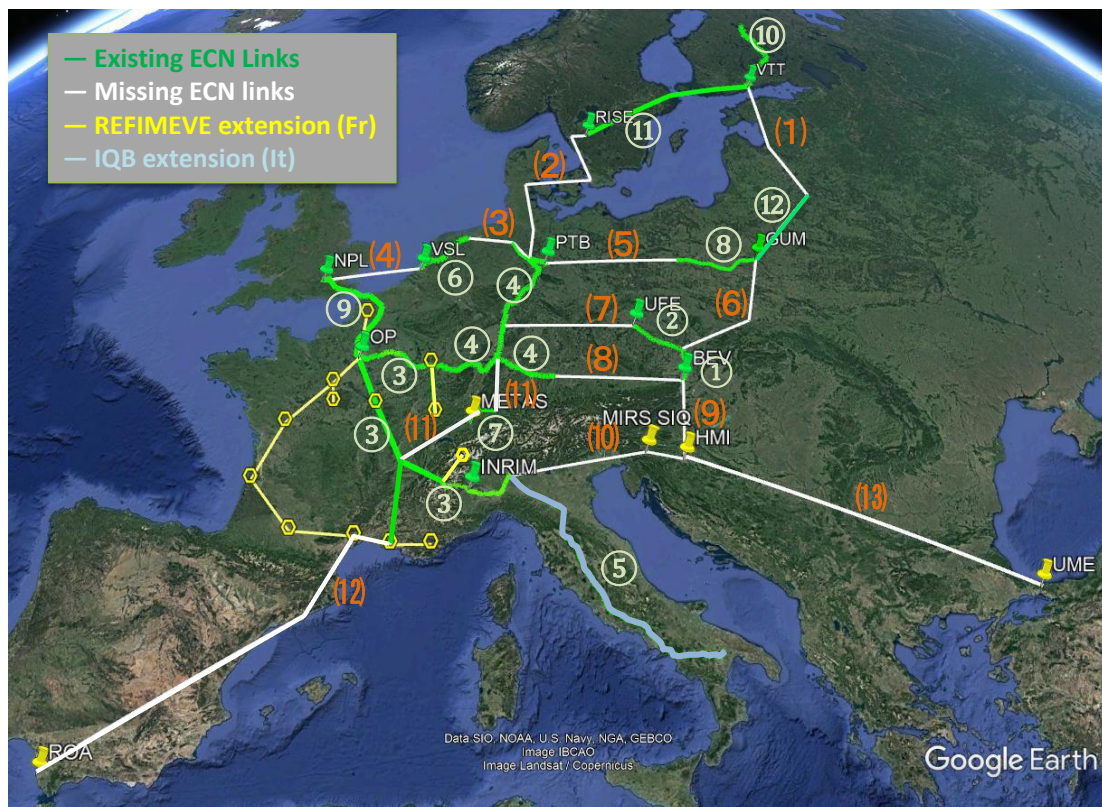 — Existing ECN Links
— Missing ECN links
— REFIMEVE extension (Fr)
— IQB extension (It)
⑩
VTT
RISE
⑪
(1)
(2)
⑫
(3)
PTB
(5)
⑧
GUM
NPL
(4)
VSL
⑥
④
(6)
⑨
(7)
UFE
②
OP
④
④
(8)
BEV
①
③
METAS
(11)
③
(11)
⑦
(10)
MIRS SIQ
(9)
HMI
INRIM
③
(13)
UME
⑤
(12)
ROA
Data SIO, NOAA, U.S. Navy, NGA, GEBCO
Image IBCAO
Image Landsat / Copernicus
Google Earth